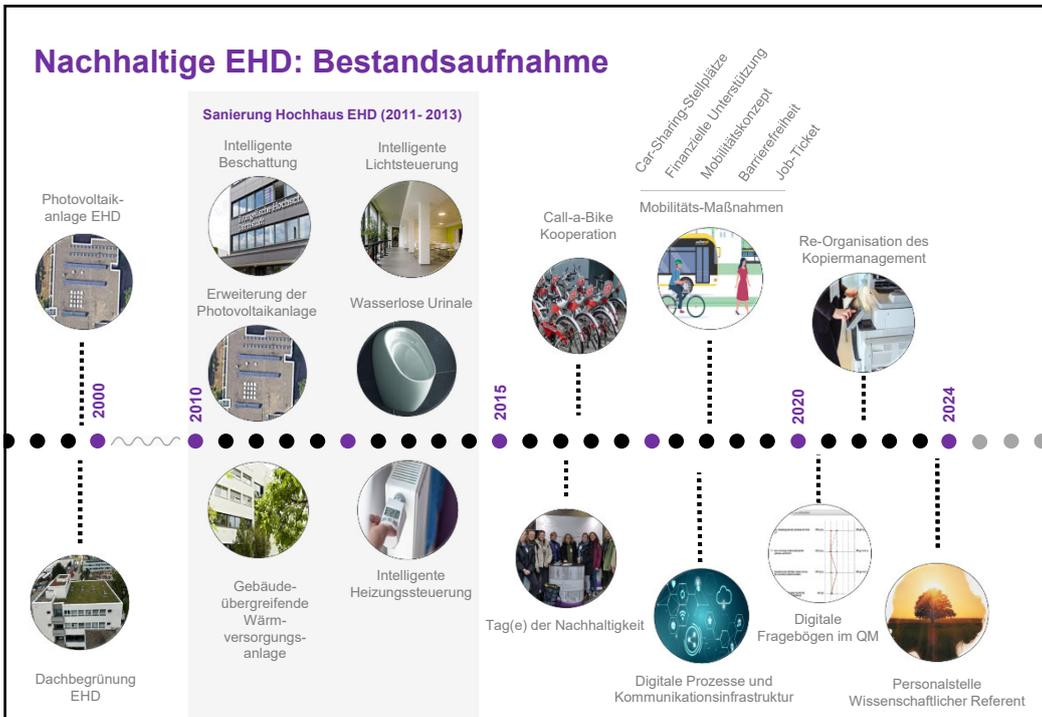 Nachhaltige EHD: Bestandsaufnahme
Sanierung Hochhaus EHD (2011- 2013)
Photovoltaik-
anlage EHD
Intelligente
Beschattung
Intelligente
Lichtsteuerung
Erweiterung der
Photovoltaikanlage
Wasserlose Urinale
Call-a-Bike
Kooperation
Car-Sharing-Stellplätze
Finanzielle Unterstützung
Mobilitätskonzept
Barrierefreiheit
Job-Ticket
Mobilitäts-Maßnahmen
Re-Organisation des
Kopiermanagement
2000
2010
2015
2020
2024
Dachbegrünung
EHD
Gebäude-
übergreifende
Wärm-
versorgungs-
anlage
Intelligente
Heizungssteuerung
Tag(e) der Nachhaltigkeit
Digitale Prozesse und
Kommunikationsinfrastruktur
Digitale
Fragebögen im QM
Personalstelle
Wissenschaftlicher Referent